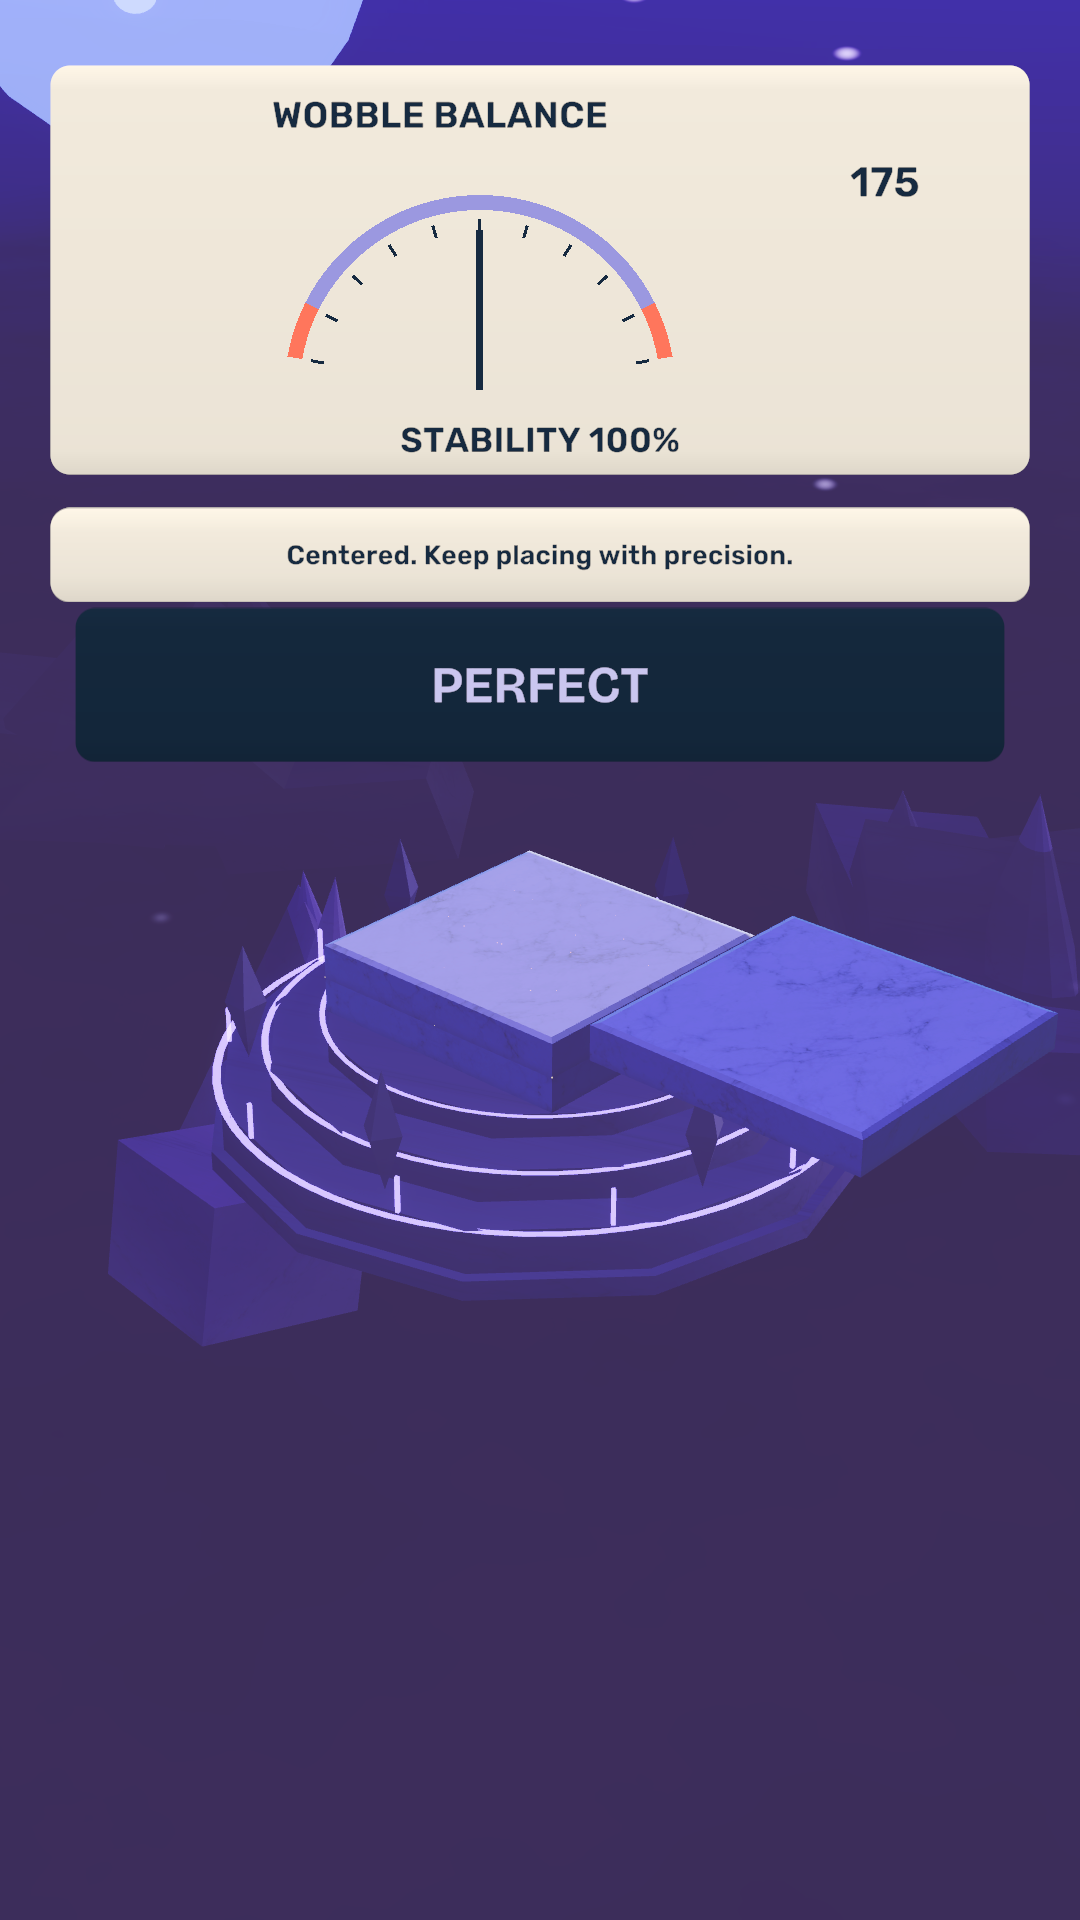 WOBBLE BALANCE
175
STABILITY 100%
Centered. Keep placing with precision.
PERFECT